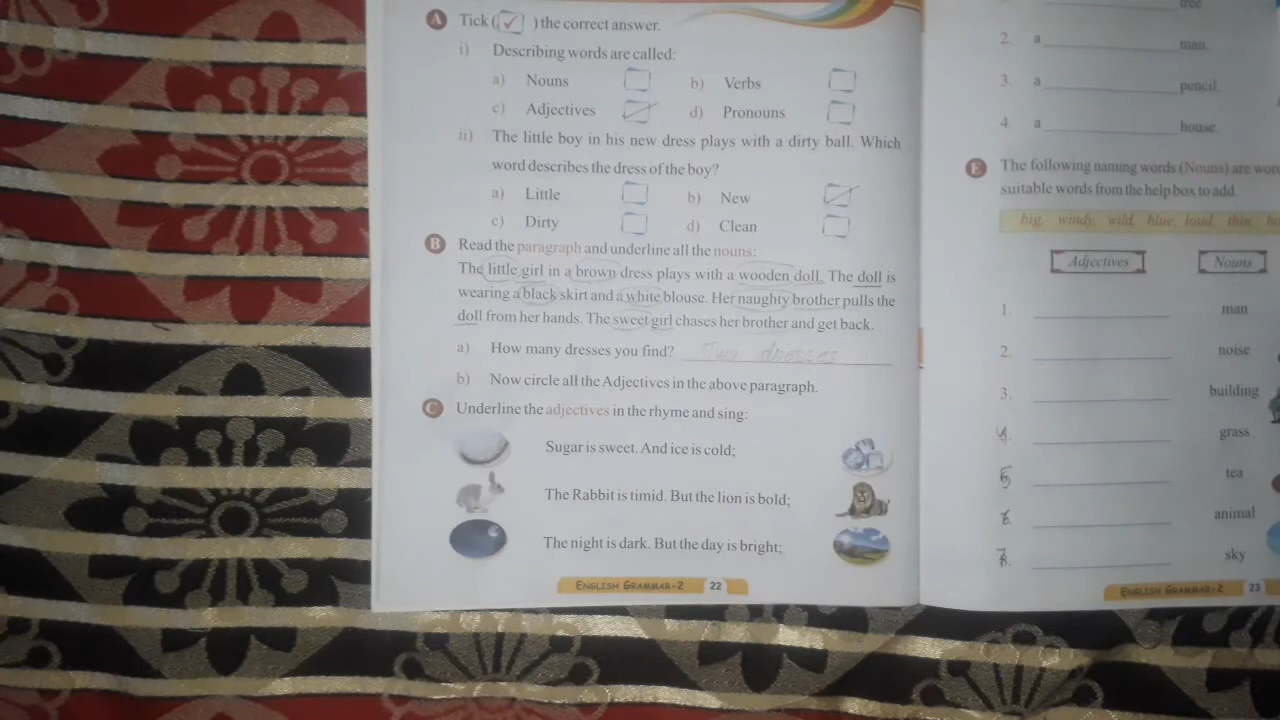 A Tick ( ✓ ) the correct answer.
i) Describing words are called:
a) Nouns b) Verbs
c) Adjectives d) Pronouns
ii) The little boy in his new dress plays with a dirty ball. Which
word describes the dress of the boy?
a) Little b) New
c) Dirty d) Clean
B Read the paragraph and underline all the nouns:
The little girl in a brown dress plays with a wooden doll. The doll is
wearing a black skirt and a white blouse. Her naughty brother pulls the
doll from her hands. The sweet girl chases her brother and get back.
a) How many dresses you find? Two dresses
b) Now circle all the Adjectives in the above paragraph.
C Underline the adjectives in the rhyme and sing:
Sugar is sweet. And ice is cold;
The Rabbit is timid. But the lion is bold;
The night is dark. But the day is bright;
ENGLISH GRAMMAR-2 22
2. a man.
3. a pencil.
4. a house.
E The following naming words (Nouns) are
suitable words from the help box to add.
big, windy, wild, blue, loud, thin,
Adjectives Nouns
1. man
2. noise
3. building
4. grass
5 tea
6. animal
7. sky
ENGLISH GRAMMAR-2 23